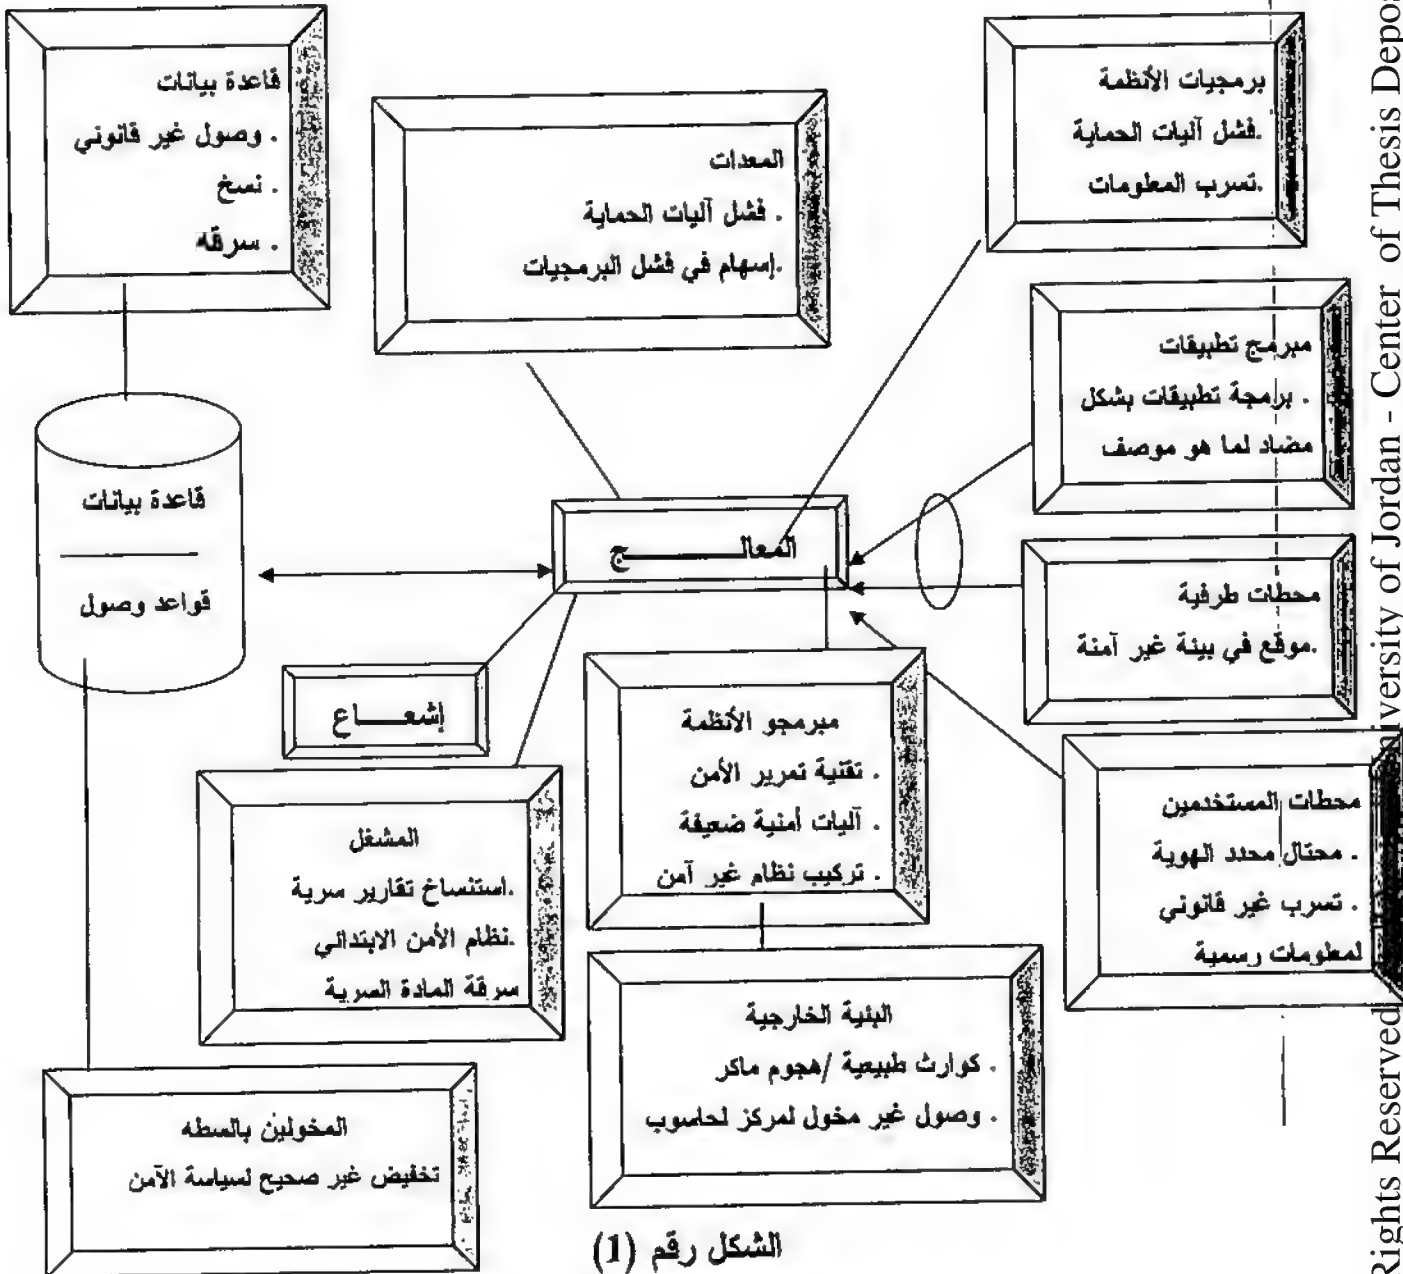 برمجيات الأنظمة
.فشل آليات الحماية
.تسرب المعلومات
قاعدة بيانات
. وصول غير قانوني
. نسخ
. سرقه
المعدات
. فشل آليات الحماية
.إسهام في فشل البرمجيات
مبرمج تطبيقات
. برمجة تطبيقات بشكل
مضاد لما هو موصف
قاعدة بيانات
قواعد وصول
المعالــــــج
محطات طرفية
.موقع في بيئة غير آمنة
إشعـــاع
مبرمجو الأنظمة
. تقنية تمرير الأمن
. آليات أمنية ضعيفة
. تركيب نظام غير آمن
محطات المستخدمين
. محتال محدد الهوية
. تسرب غير قانوني
لمعلومات رسمية
المشغل
.استنساخ تقارير سرية
.نظام الأمن الابتدائي
سرقة المادة السرية
البنية الخارجية
. كوارث طبيعية /هجوم ماكر
. وصول غير مخول لمركز لحاسوب
المخولين بالسطه
تخفيض غير صحيح لسياسة الآمن
الشكل رقم (1)
Rights Reserved
niversity of Jordan - Center of Thesis Depos